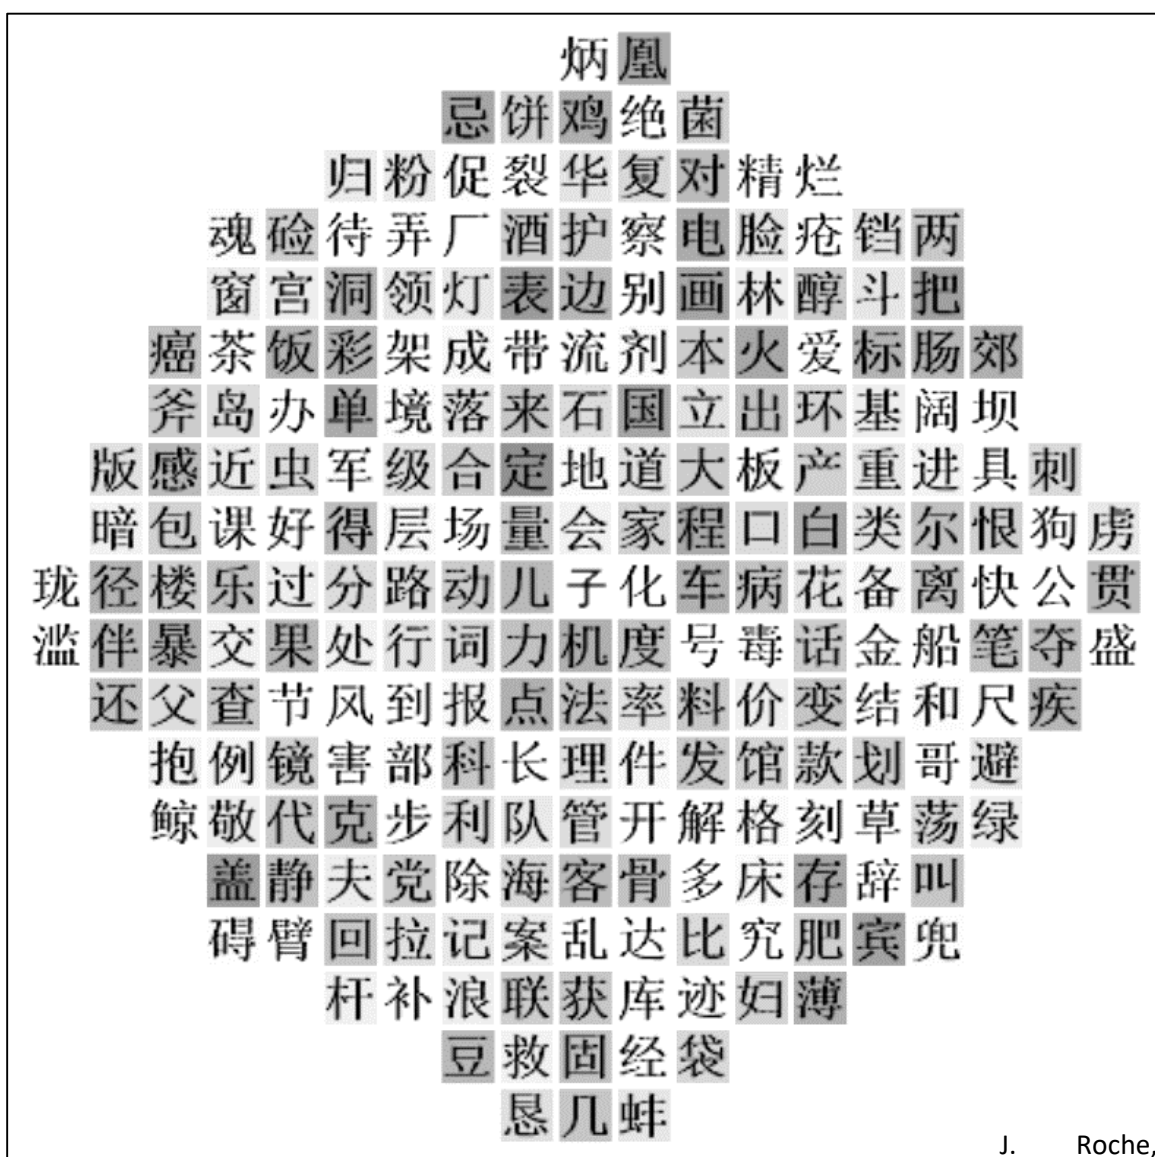 炳凰
忌饼鸡绝菌
归粉促裂华复对精烂
魂硷待弄厂酒护察电脸疮铛两
窗宫洞领灯表边别画林醇斗把
癌茶饭彩架成带流剂本火爱标肠郊
斧岛办单境落来石国立出环基阔坝
版感近虫军级合定地道大板产重进具刺
暗包课好得层场量会家程口白类尔恨狗虏
珑径楼乐过分路动儿子化车病花备离快公贯
滥伴暴交果处行词力机度号毒话金船笔夺盛
还父查节风到报点法率料价变结和尺疾
抱例镜害部科长理件发馆款划哥避
鲸敬代克步利队管开解格刻草荡绿
盖静夫党除海客骨多床存辞叫
碍臂回拉记案乱达比究肥宾兜
杆补浪联获库迹妇薄
豆救固经袋
恳几蚌
J. Roche,